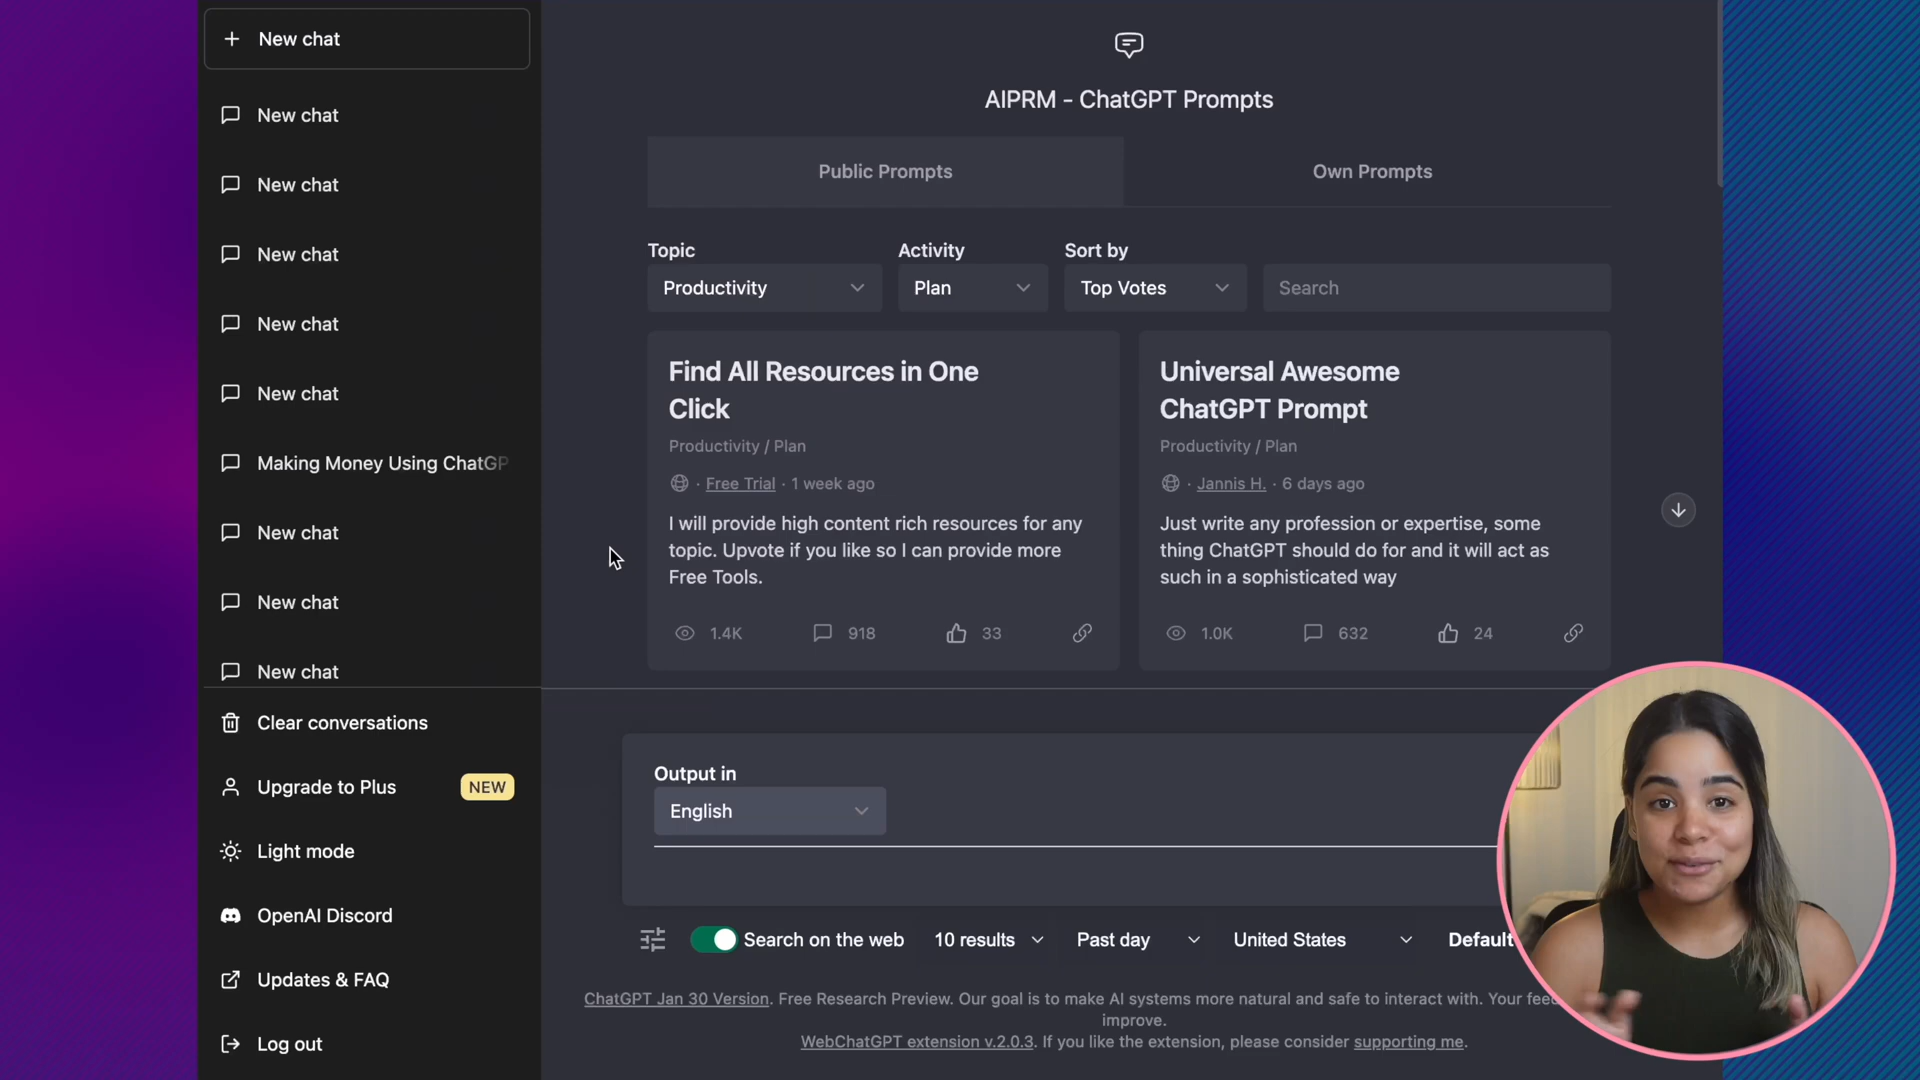 New chat
New chat
New chat
New chat
New chat
New chat
Making Money Using ChatGP
New chat
New chat
New chat
Clear conversations
Upgrade to Plus NEW
Light mode
OpenAI Discord
Updates & FAQ
Log out
AIPRM - ChatGPT Prompts
Public Prompts Own Prompts
Topic Activity Sort by
Productivity Plan Top Votes Search
Find All Resources in One
Click
Productivity / Plan
· Free Trial · 1 week ago
I will provide high content rich resources for any
topic. Upvote if you like so I can provide more
Free Tools.
1.4K 918 33
Universal Awesome
ChatGPT Prompt
Productivity / Plan
· Jannis H. · 6 days ago
Just write any profession or expertise, some
thing ChatGPT should do for and it will act as
such in a sophisticated way
1.0K 632 24
Output in
English
Search on the web 10 results Past day United States Default
ChatGPT Jan 30 Version. Free Research Preview. Our goal is to make AI systems more natural and safe to interact with. Your
improve.
WebChatGPT extension v.2.0.3. If you like the extension, please consider supporting me.